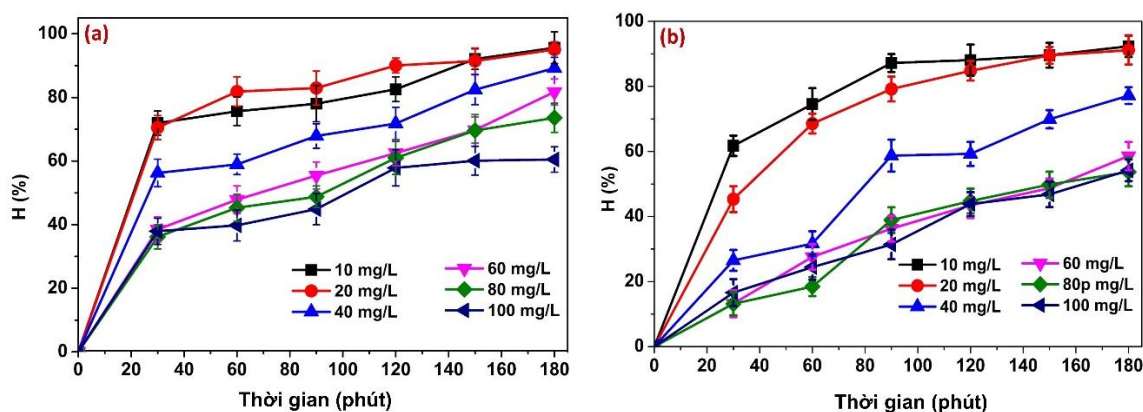 (a)
H (%)
100
80
60
40
20
0
10 mg/L
20 mg/L
40 mg/L
60 mg/L
80 mg/L
100 mg/L
0 20 40 60 80 100 120 140 160 180
Thời gian (phút)
(b)
H (%)
100
80
60
40
20
0
10 mg/L
20 mg/L
40 mg/L
60 mg/L
80p mg/L
100 mg/L
0 20 40 60 80 100 120 140 160 180
Thời gian (phút)